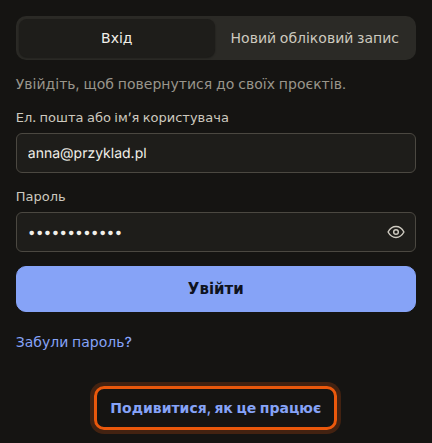 Вхід
Новий обліковий запис
Увійдіть, щоб повернутися до своїх проєктів.
Ел. пошта або імʼя користувача
anna@przyklad.pl
Пароль
••••••••••••
Увійти
Забули пароль?
Подивитися, як це працює